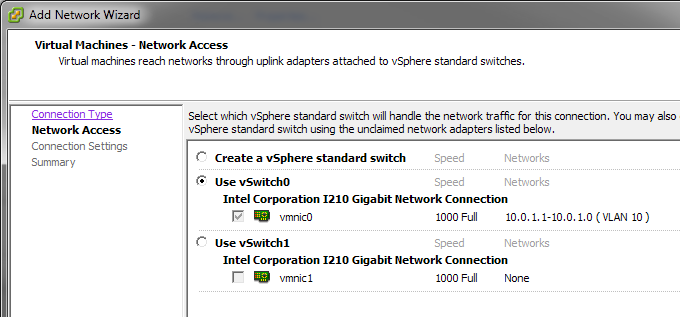 Add Network Wizard
Virtual Machines - Network Access
Virtual machines reach networks through uplink adapters attached to vSphere standard switches.
Connection Type
Network Access
Connection Settings
Summary
Select which vSphere standard switch will handle the network traffic for this connection. You may also
vSphere standard switch using the unclaimed network adapters listed below.
Create a vSphere standard switch Speed Networks
Use vSwitch0 Speed Networks
Intel Corporation I210 Gigabit Network Connection
vmnic0 1000 Full 10.0.1.1-10.0.1.0 ( VLAN 10 )
Use vSwitch1 Speed Networks
Intel Corporation I210 Gigabit Network Connection
vmnic1 1000 Full None